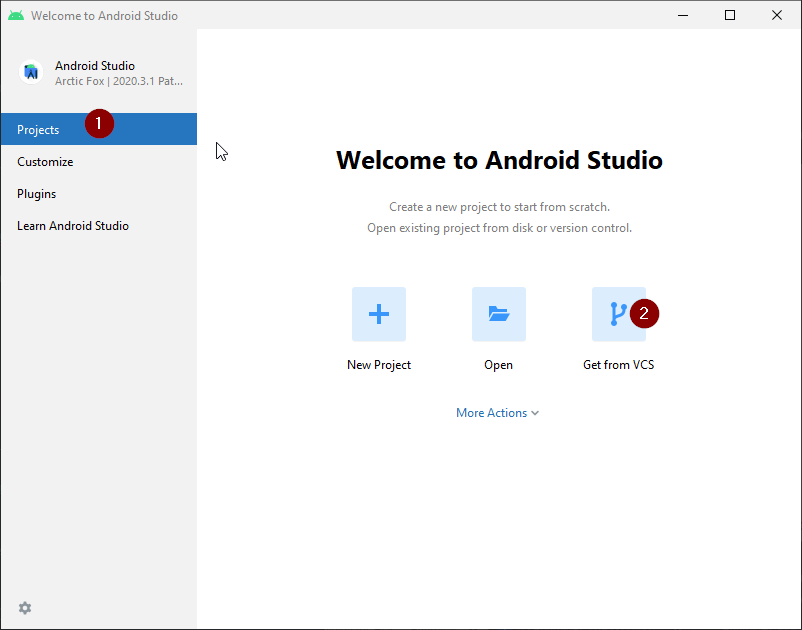 Welcome to Android Studio
Android Studio
Arctic Fox | 2020.3.1 Pat...
Projects
1
Customize
Plugins
Learn Android Studio
Welcome to Android Studio
Create a new project to start from scratch.
Open existing project from disk or version control.
2
New Project
Open
Get from VCS
More Actions